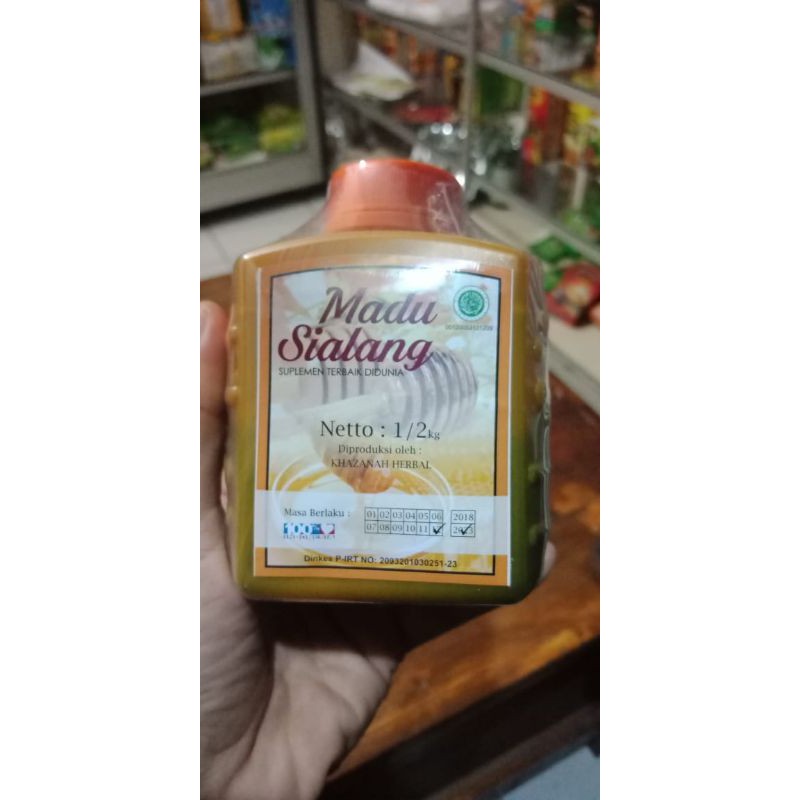 Madu
Sialang
SUPLEMEN TERBAIK DIDUNIA
Netto : 1/2kg
Diproduksi oleh :
KHAZANAH HERBAL
Masa Berlaku :
01 02 03 04 05 06 2018
07 08 09 10 11
100%
Dinkes P-IRT NO: 2093201030251-23